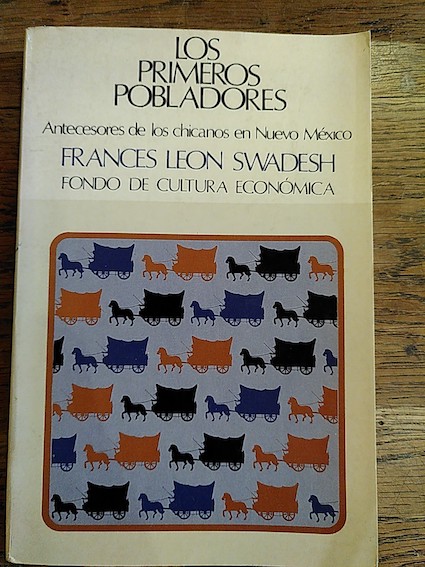 LOS
PRIMEROS
POBLADORES
Antecesores de los chicanos en Nuevo México
FRANCES LEON SWADESH
FONDO DE CULTURA ECONÓMICA